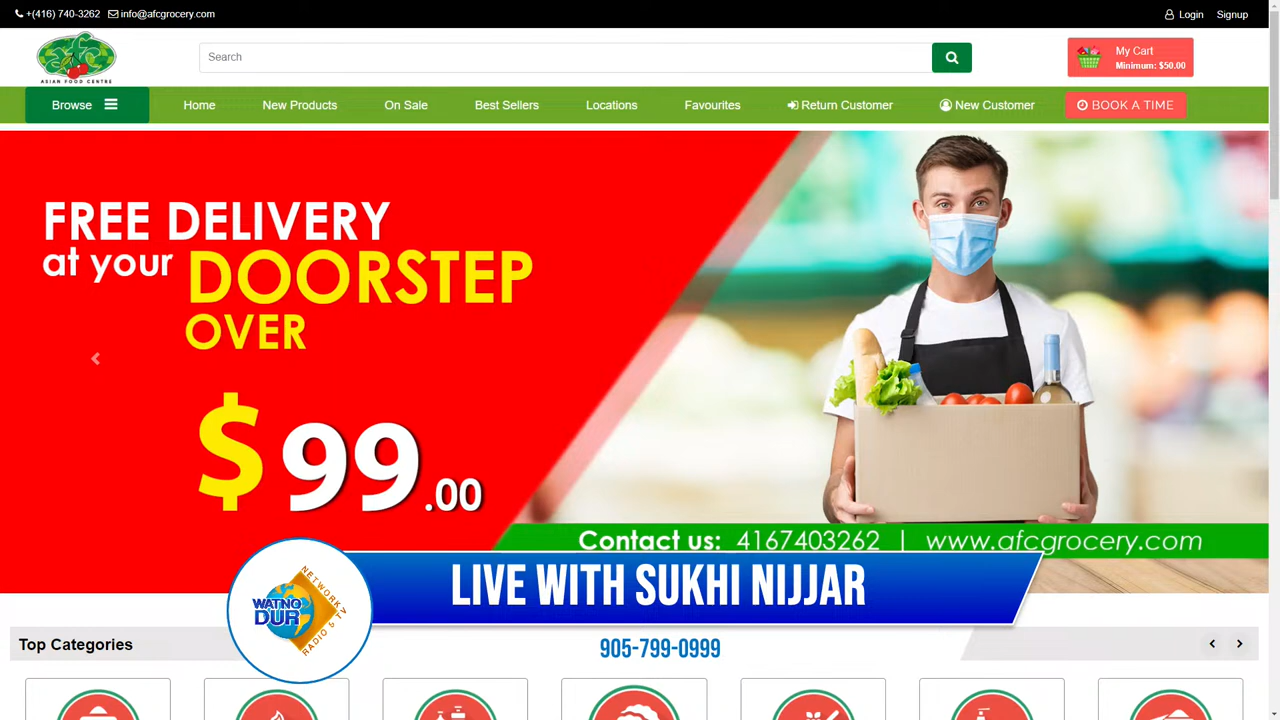 +(416) 740-3262 info@afcgrocery.com
Login Signup
afc
ASIAN FOOD CENTRE
Search
My Cart
Minimum: $50.00
Browse Home New Products On Sale Best Sellers Locations Favourites Return Customer New Customer BOOK A TIME
FREE DELIVERY
at your DOORSTEP
OVER
$99.00
Contact us: 4167403262 | www.afcgrocery.com
NETWORK
WATNO
DUR
RADIO & TV
LIVE WITH SUKHI NIJJAR
Top Categories
905-799-0999